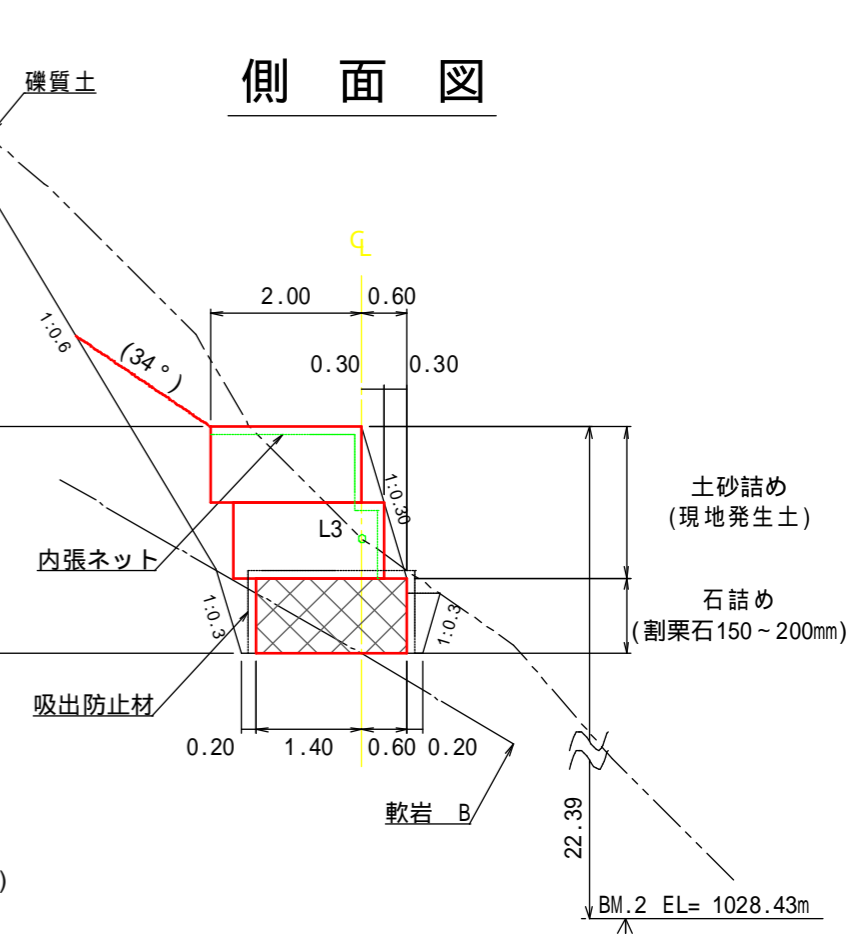 側 面 図
礫質土
CL
2.00
0.60
1:0.6
(34°)
0.30
0.30
1:0.30
土砂詰め
(現地発生土)
L3
内張ネット
石詰め
(割栗石150~200㎜)
1:0.3
1:0.3
吸出防止材
0.20
1.40
0.60
0.20
軟岩 B
22.39
)
BM.2 EL= 1028.43m